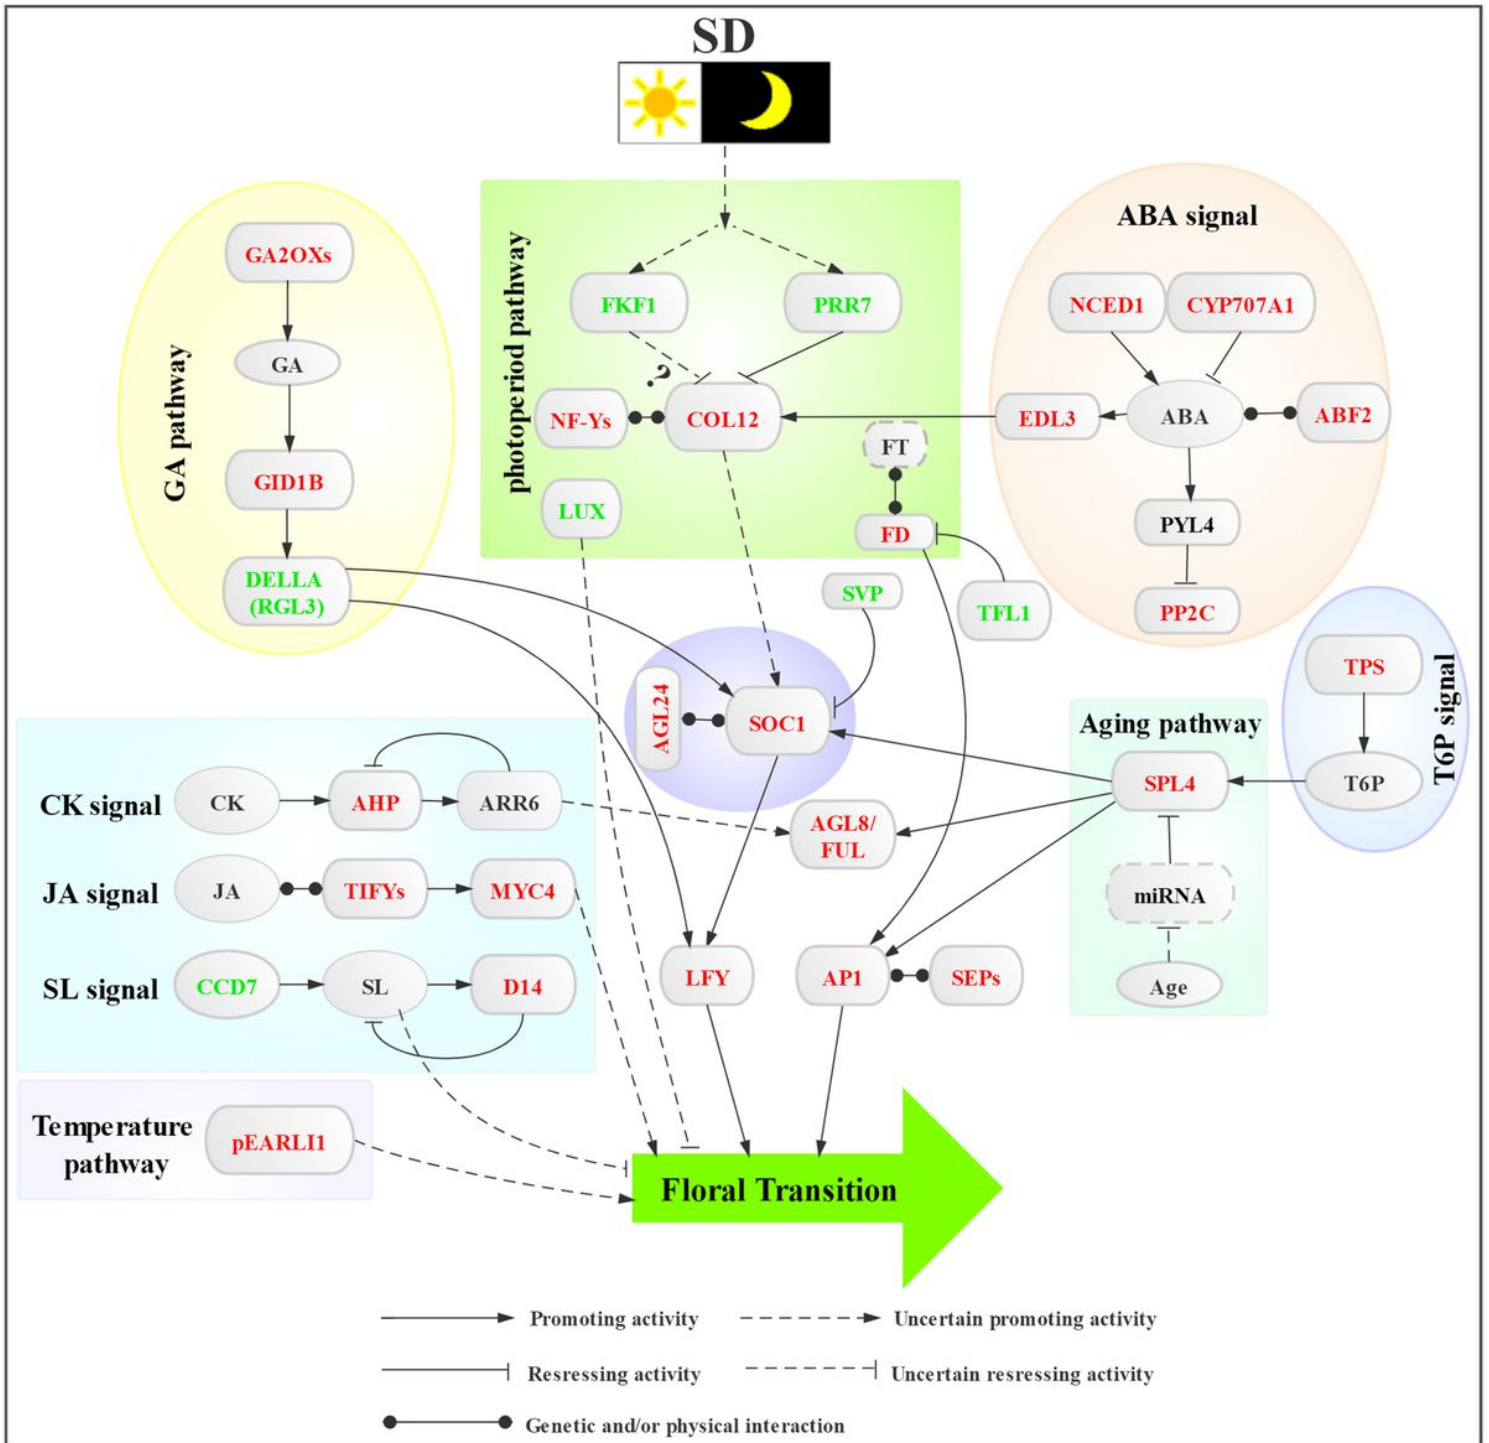 SD
ABA signal
GA2OXs
GA
GID1B
DELLA
(RGL3)
GA pathway
photoperiod pathway
FKF1
PRR7
?
NF-Ys
COL12
FT
LUX
FD
NCED1
CYP707A1
EDL3
ABA
ABF2
PYL4
PP2C
SVP
TFL1
AGL24
SOC1
TPS
T6P
T6P signal
Aging pathway
SPL4
miRNA
Age
CK signal
CK
AHP
ARR6
AGL8/
FUL
JA signal
JA
TIFYs
MYC4
SL signal
CCD7
SL
D14
LFY
AP1
SEPs
Temperature
pathway
pEARLI1
Floral Transition
Promoting activity
Uncertain promoting activity
Resressing activity
Uncertain resressing activity
Genetic and/or physical interaction